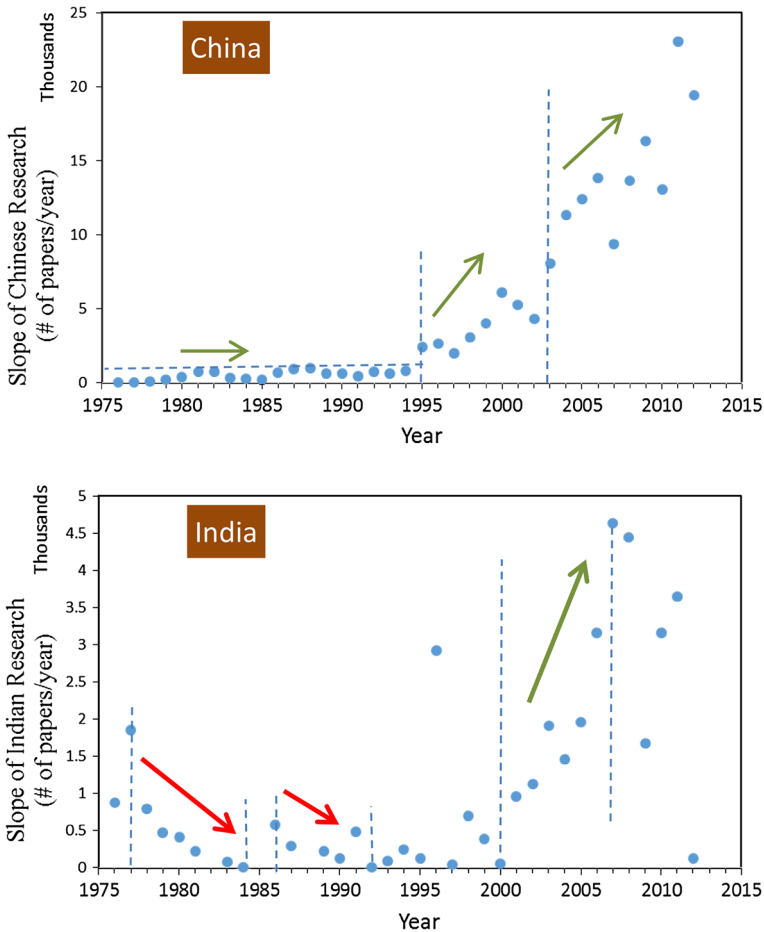 China
Thousands
Slope of Chinese Research
(# of papers/year)
25
20
15
10
5
0
1975 1980 1985 1990 1995 2000 2005 2010 2015
Year
India
Thousands
Slope of Indian Research
(# of papers/year)
5
4.5
4
3.5
3
2.5
2
1.5
1
0.5
0
1975 1980 1985 1990 1995 2000 2005 2010 2015
Year